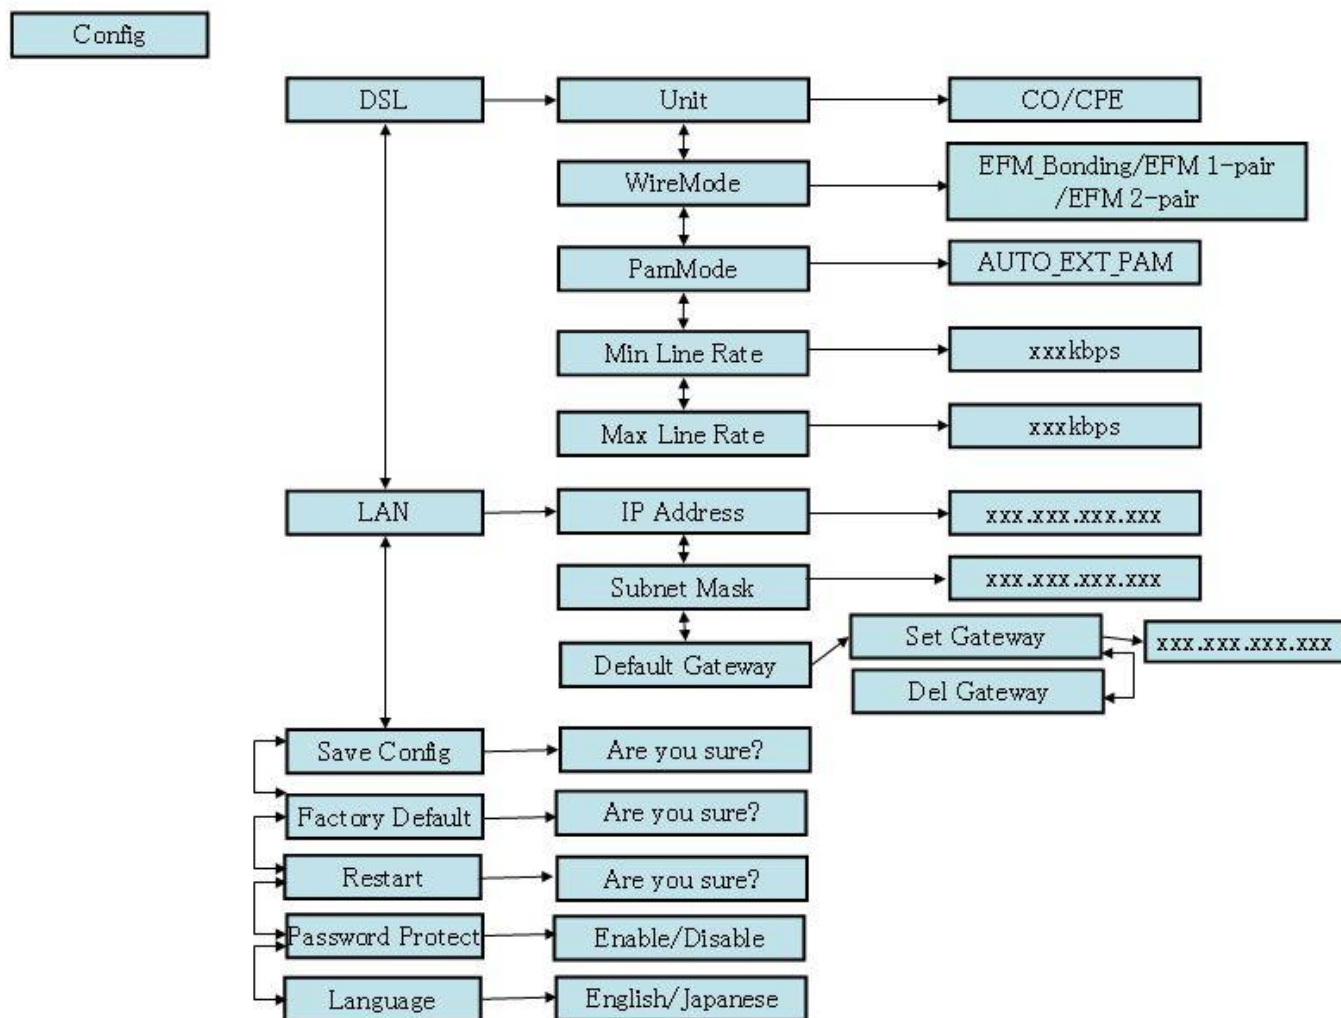 Config
DSL
Unit
CO/CPE
WireMode
EFM_Bonding/EFM 1-pair
/EFM 2-pair
PamMode
AUTO_EXT_PAM
Min Line Rate
xxxkbps
Max Line Rate
xxxkbps
LAN
IP Address
xxx.xxx.xxx.xxx
Subnet Mask
xxx.xxx.xxx.xxx
Default Gateway
Set Gateway
xxx.xxx.xxx.xxx
Del Gateway
Save Config
Are you sure?
Factory Default
Are you sure?
Restart
Are you sure?
Password Protect
Enable/Disable
Language
English/Japanese